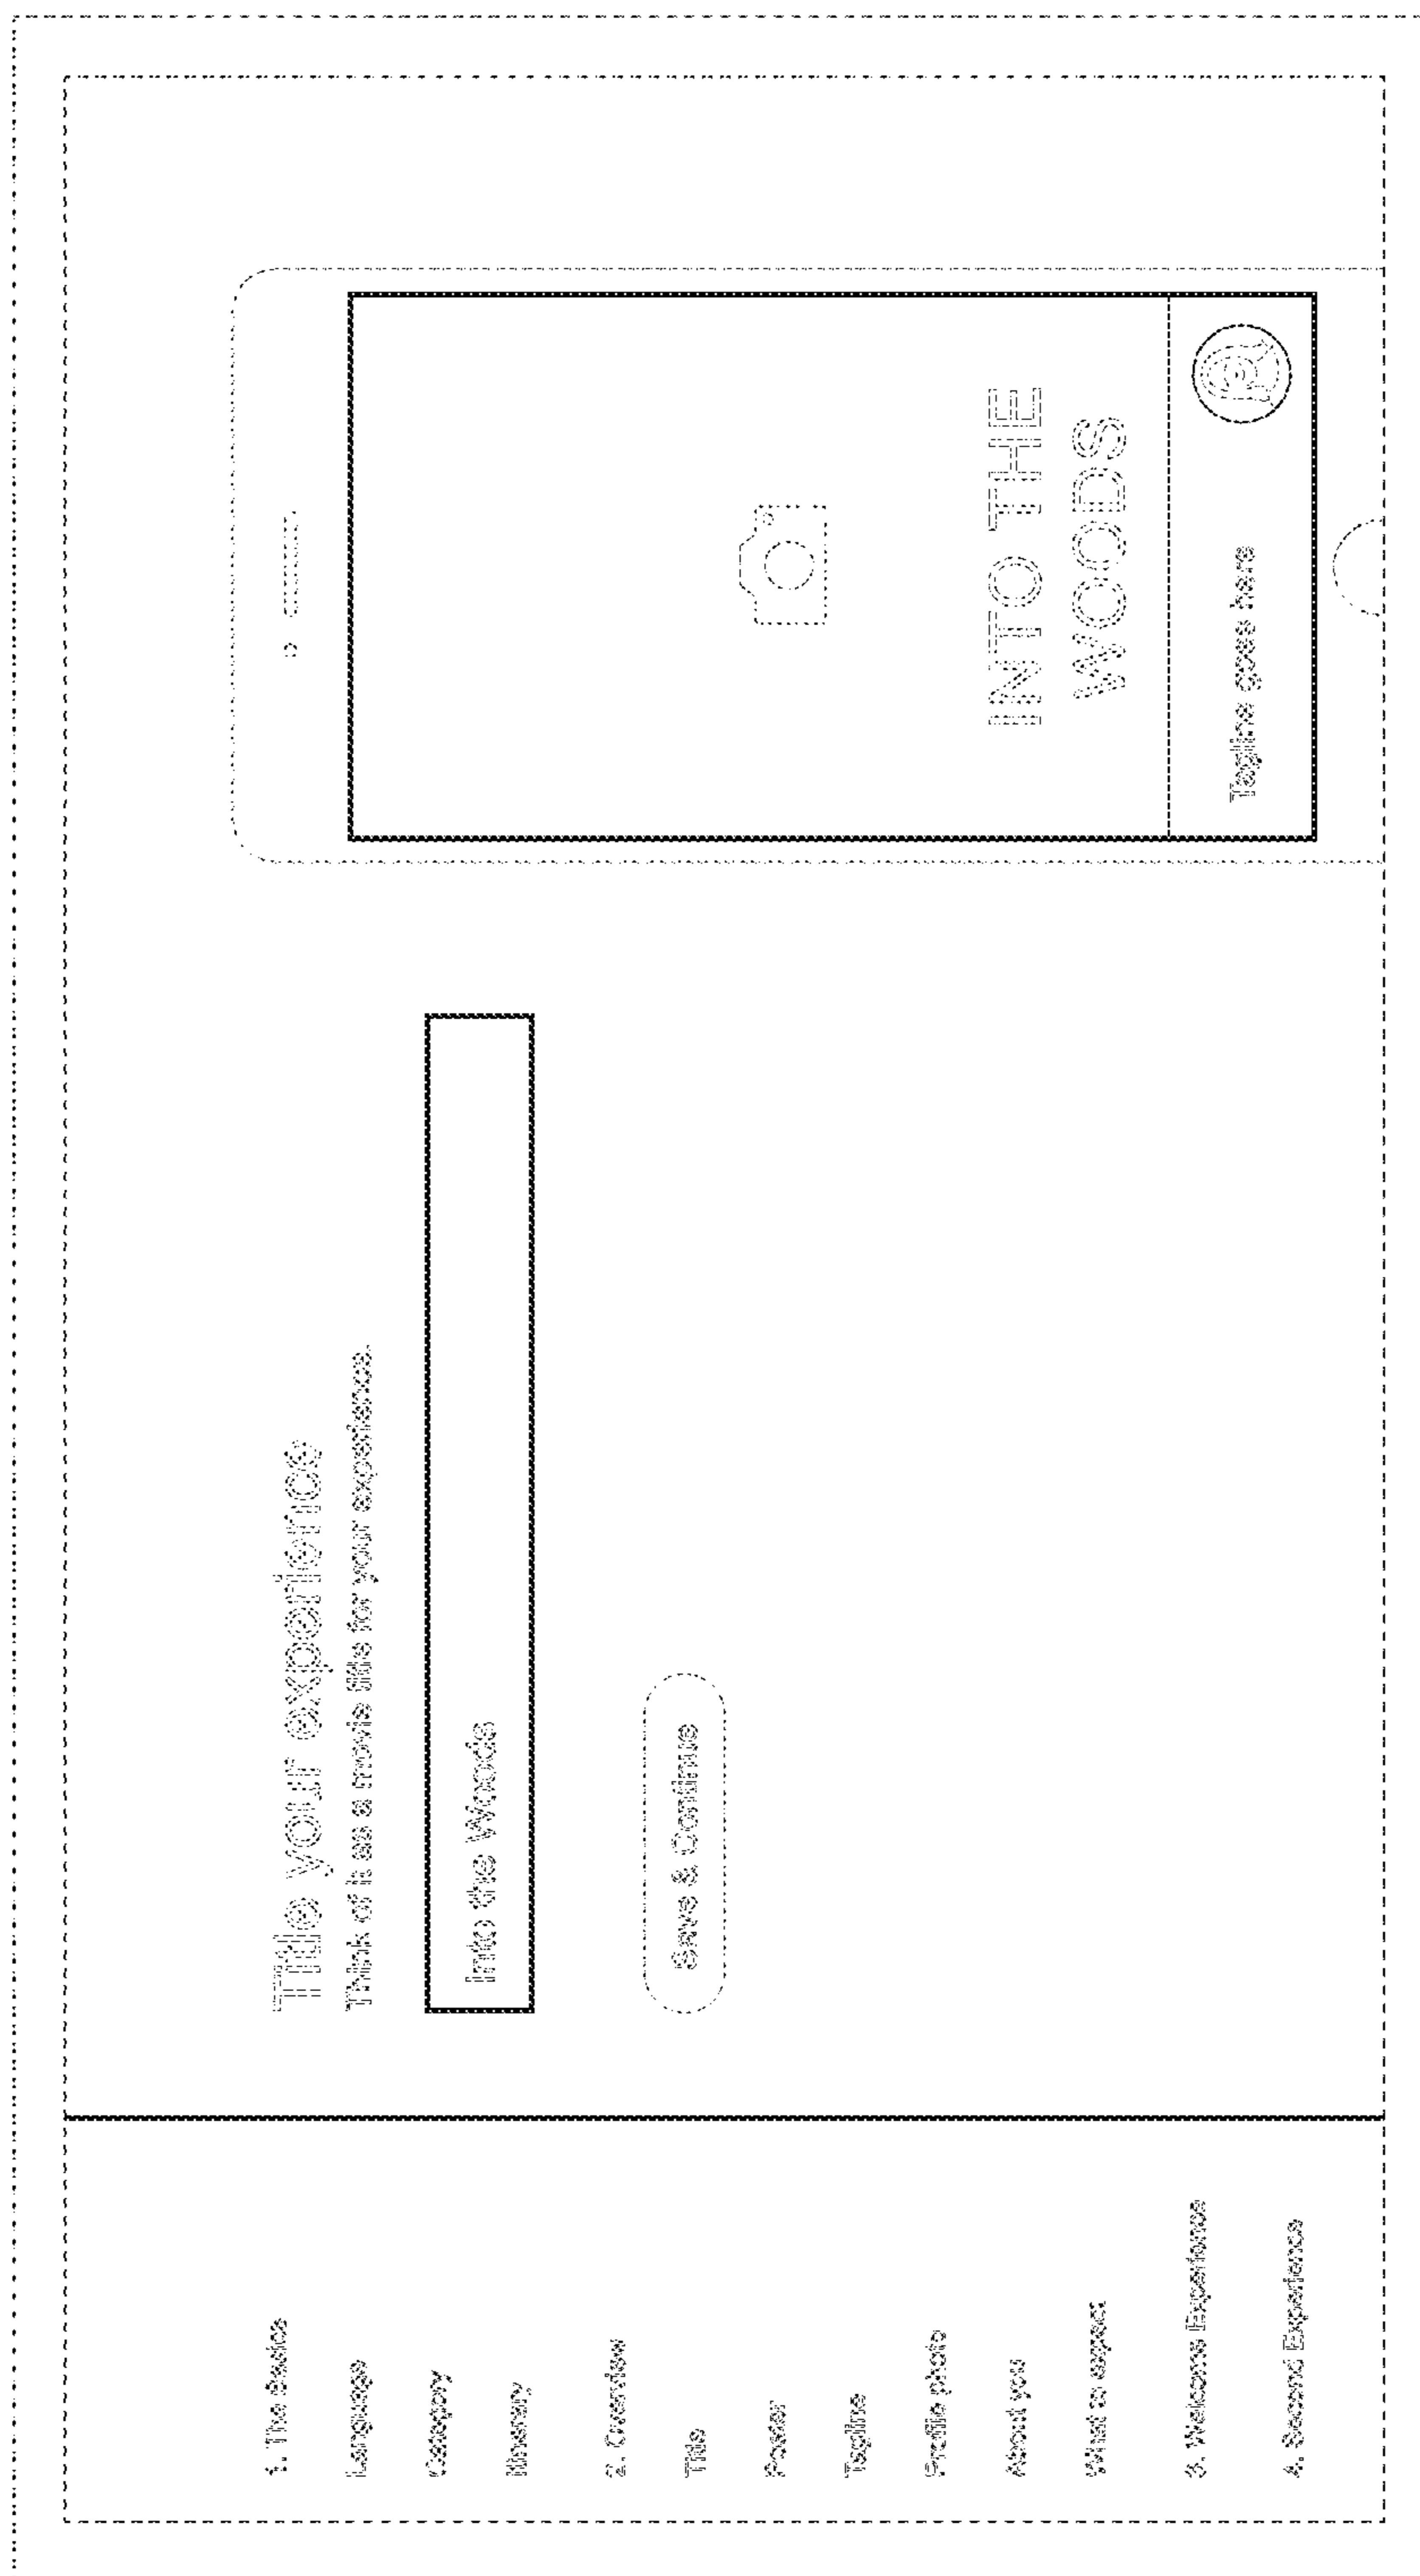 1. The Basics
Language
Category
Itinerary
2. Overview
Title
Poster
Tagline
Profile photo
About you
What to expect
3. Welcome Experience
4. Second Experience
Title your experience
Think of it as a movie title for your experience.
Into the Woods
Save & Continue
INTO THE
WOODS
Tagline goes here